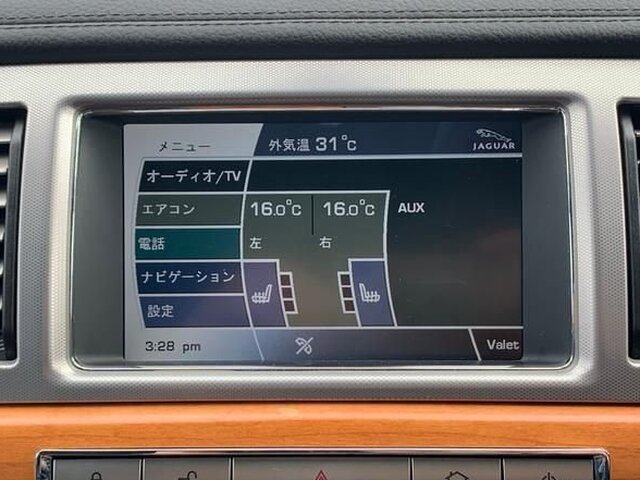 メニュー 外気温 31°C JAGUAR
オーディオ/TV
エアコン 16.0°C 16.0°C AUX
電話 左 右
ナビゲーション
設定
3:28 pm Valet